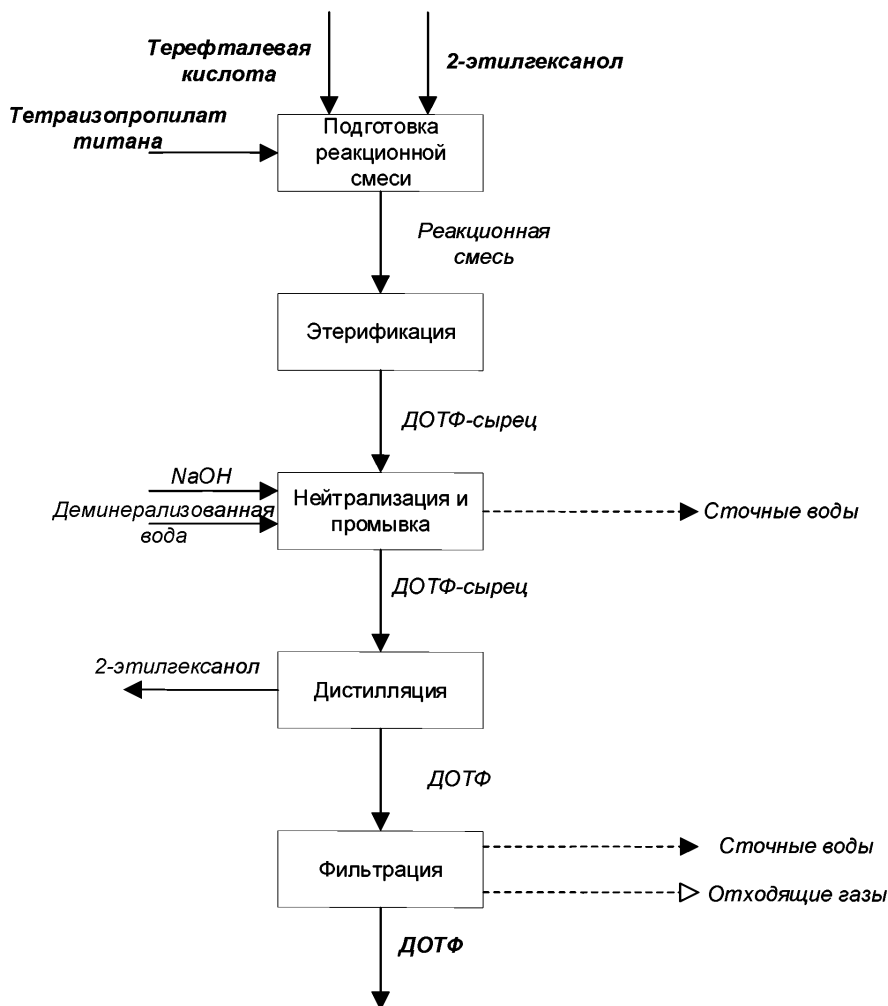 Терефталевая
кислота
2-этилгексанол
Тетраизопропилат
титана
Подготовка
реакционной
смеси
Реакционная
смесь
Этерификация
ДОТФ-сырец
NaOH
Деминерализованная
вода
Нейтрализация и
промывка
Сточные воды
ДОТФ-сырец
2-этилгексанол
Дистилляция
ДОТФ
Фильтрация
Сточные воды
Отходящие газы
ДОТФ